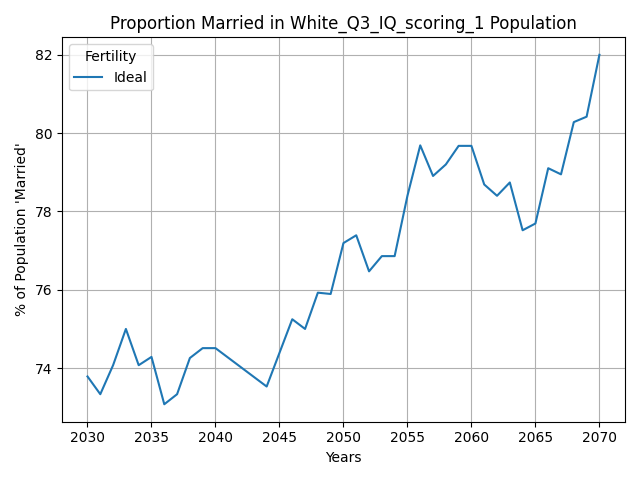 Proportion Married in White_Q3_IQ_scoring_1 Population
% of Population 'Married'
Fertility
Ideal
82
80
78
76
74
2030 2035 2040 2045 2050 2055 2060 2065 2070
Years